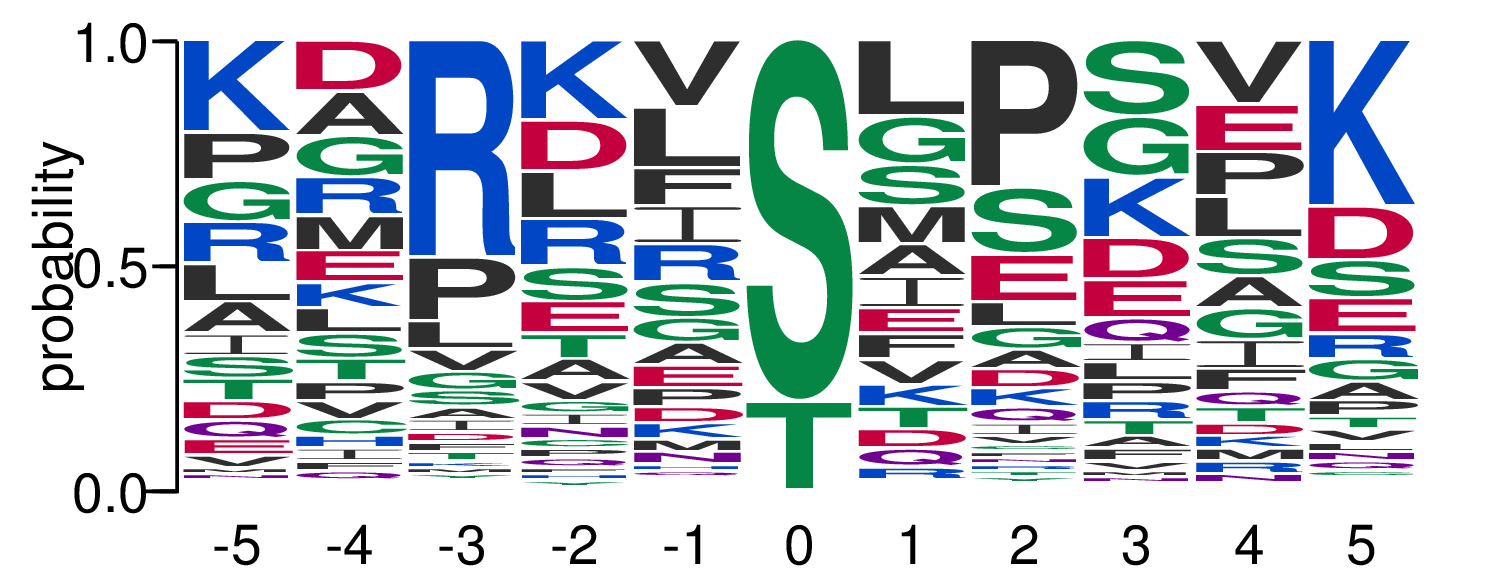 1.0
0.5
0.0
probability
K D R K V S L P S V K
P A P D L T G S G E D
G G L L F S E K P S
R R V R I M L D L E
L M G S R A G E S R
A E S E S I A Q A G
I K A T G E D I G A
S L I A A F K L I P
T S D V E V Q P F T
D T G P K R Q V
Q P T I D T T T
E V N K D A D
V G M Q F K
H N R V M
I R
F N
Q
-5 -4 -3 -2 -1 0 1 2 3 4 5